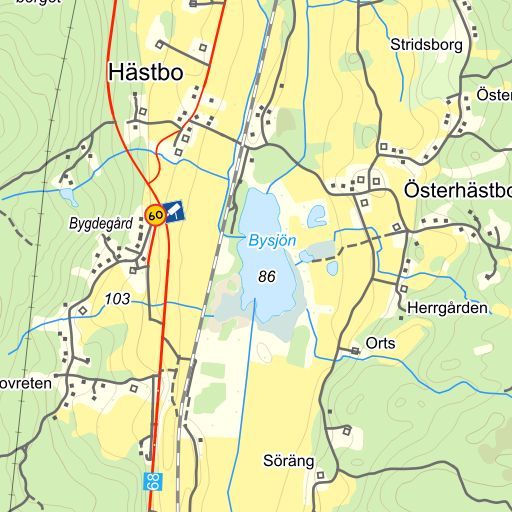 Stridsborg
Hästbo
Öster
60
Österhästbo
Bygdegård
Bysjön
86
103
Herrgården
Orts
ovreten
Söräng
68